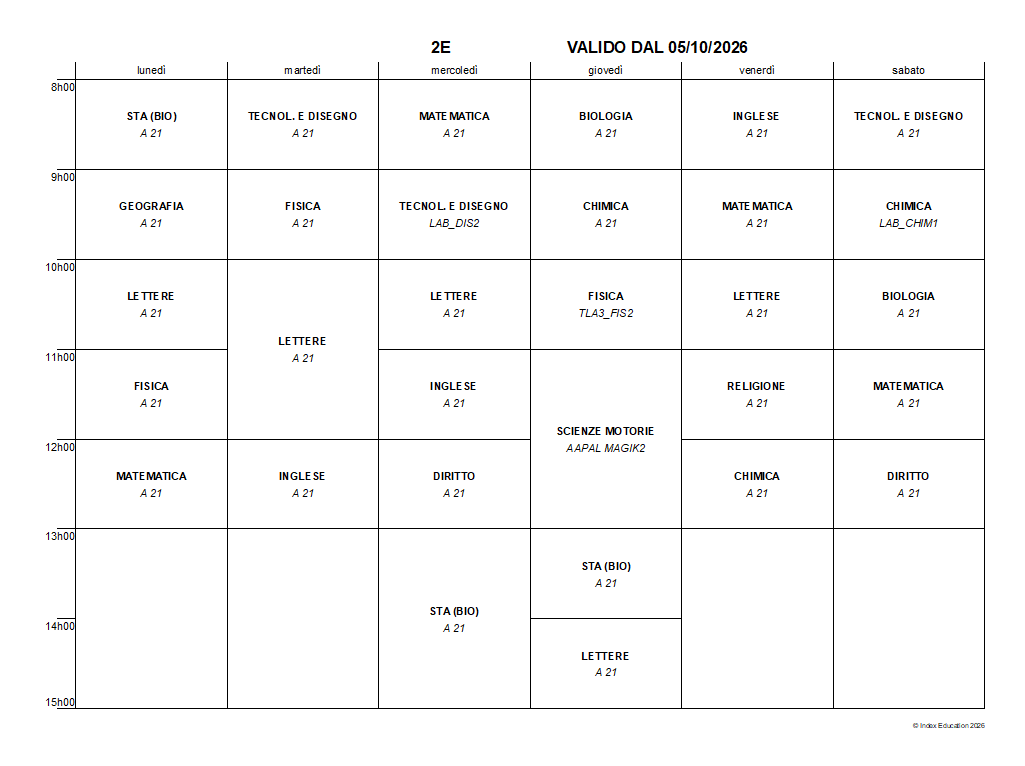 2E VALIDO DAL 05/10/2026
lunedì martedì mercoledì giovedì venerdì sabato
8h00
STA (BIO) TECNOL. E DISEGNO MATEMATICA BIOLOGIA INGLESE TECNOL. E DISEGNO
A 21 A 21 A 21 A 21 A 21 A 21
9h00
GEOGRAFIA FISICA TECNOL. E DISEGNO CHIMICA MATEMATICA CHIMICA
A 21 A 21 LAB_DIS2 A 21 A 21 LAB_CHIM1
10h00
LETTERE LETTERE FISICA LETTERE BIOLOGIA
A 21 A 21 TLA3_FIS2 A 21 A 21
LETTERE
11h00
A 21
FISICA INGLESE RELIGIONE MATEMATICA
A 21 A 21 A 21 A 21
SCIENZE MOTORIE
12h00
AAPAL MAGIK2
MATEMATICA INGLESE DIRITTO CHIMICA DIRITTO
A 21 A 21 A 21 A 21 A 21
13h00
STA (BIO)
A 21
STA (BIO)
14h00
A 21
LETTERE
A 21
15h00
© Index Education 2026